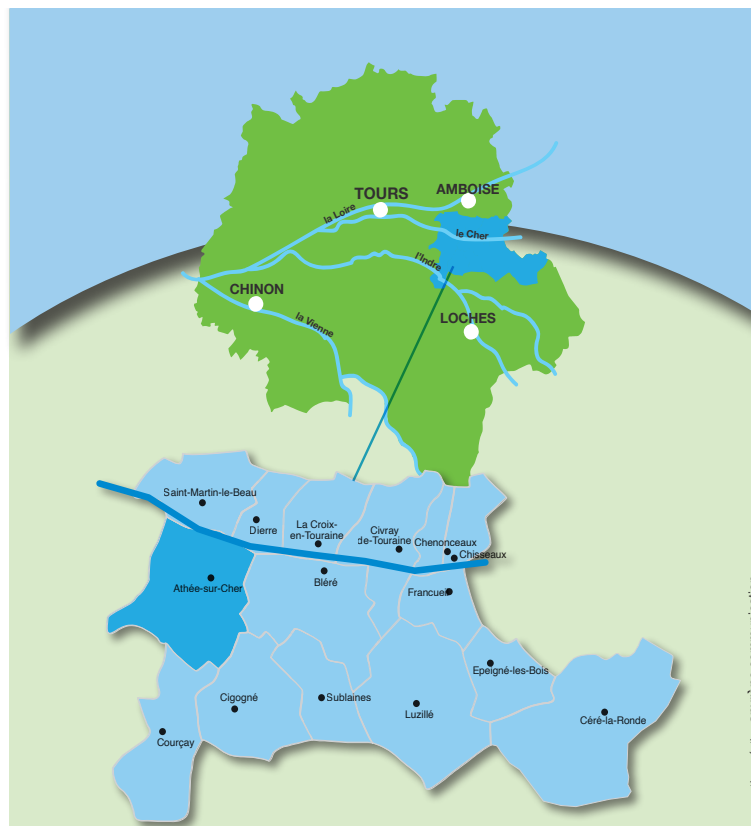 AMBOISE
TOURS
la Loire
le Cher
l'Indre
CHINON
la Vienne
LOCHES
Saint-Martin-le-Beau
Dierre
La Croix-
en-Touraine
Civray
de-Touraine
Chenonceaux
Chisseaux
Athée-sur-Cher
Bléré
Francueil
Epeigné-les-Bois
Cigogné
Sublaines
Luzillé
Céré-la-Ronde
Courçay